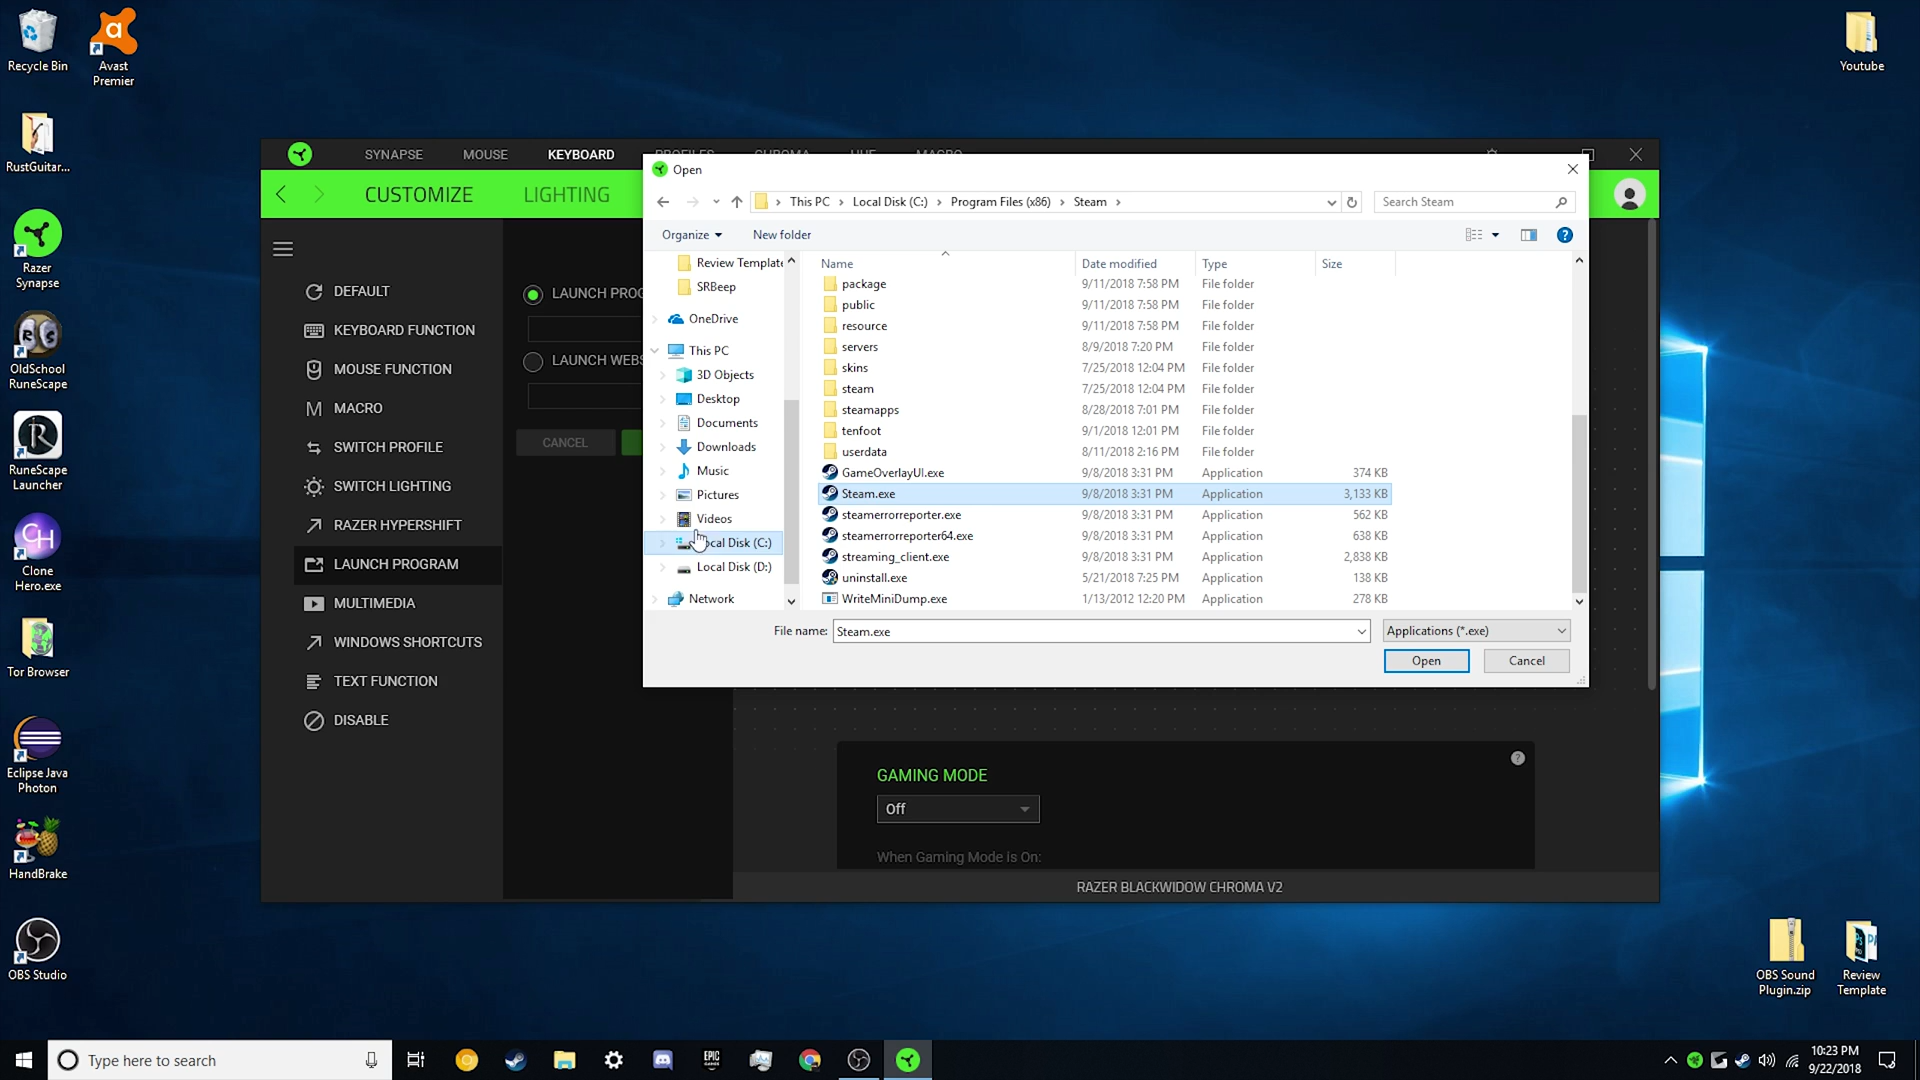 Recycle Bin
Avast
Premier
RustGuitar...
Razer
Synapse
OldSchool
RuneScape
RuneScape
Launcher
Clone
Hero.exe
Tor Browser
Eclipse Java
Photon
HandBrake
OBS Studio
Youtube
OBS Sound
Plugin.zip
Review
Template
SYNAPSE
MOUSE
KEYBOARD
PROFILES
CHROMA
HUE
MACRO
CUSTOMIZE
LIGHTING
DEFAULT
KEYBOARD FUNCTION
MOUSE FUNCTION
MACRO
SWITCH PROFILE
SWITCH LIGHTING
RAZER HYPERSHIFT
LAUNCH PROGRAM
MULTIMEDIA
WINDOWS SHORTCUTS
TEXT FUNCTION
DISABLE
LAUNCH PROG
LAUNCH WEBS
CANCEL
Open
This PC > Local Disk (C:) > Program Files (x86) > Steam >
Search Steam
Organize
New folder
Review Template
SRBeep
OneDrive
This PC
3D Objects
Desktop
Documents
Downloads
Music
Pictures
Videos
ocal Disk (C:)
Local Disk (D:)
Network
Name Date modified Type Size
package 9/11/2018 7:58 PM File folder
public 9/11/2018 7:58 PM File folder
resource 9/11/2018 7:58 PM File folder
servers 8/9/2018 7:20 PM File folder
skins 7/25/2018 12:04 PM File folder
steam 7/25/2018 12:04 PM File folder
steamapps 8/28/2018 7:01 PM File folder
tenfoot 9/1/2018 12:01 PM File folder
userdata 8/11/2018 2:16 PM File folder
GameOverlayUI.exe 9/8/2018 3:31 PM Application 374 KB
Steam.exe 9/8/2018 3:31 PM Application 3,133 KB
steamerrorreporter.exe 9/8/2018 3:31 PM Application 562 KB
steamerrorreporter64.exe 9/8/2018 3:31 PM Application 638 KB
streaming_client.exe 9/8/2018 3:31 PM Application 2,838 KB
uninstall.exe 5/21/2018 7:25 PM Application 138 KB
WriteMiniDump.exe 1/13/2012 12:20 PM Application 278 KB
File name: Steam.exe
Applications (*.exe)
Open
Cancel
GAMING MODE
Off
When Gaming Mode is On:
RAZER BLACKWIDOW CHROMA V2
Type here to search
EPIC
GAMES
10:23 PM
9/22/2018